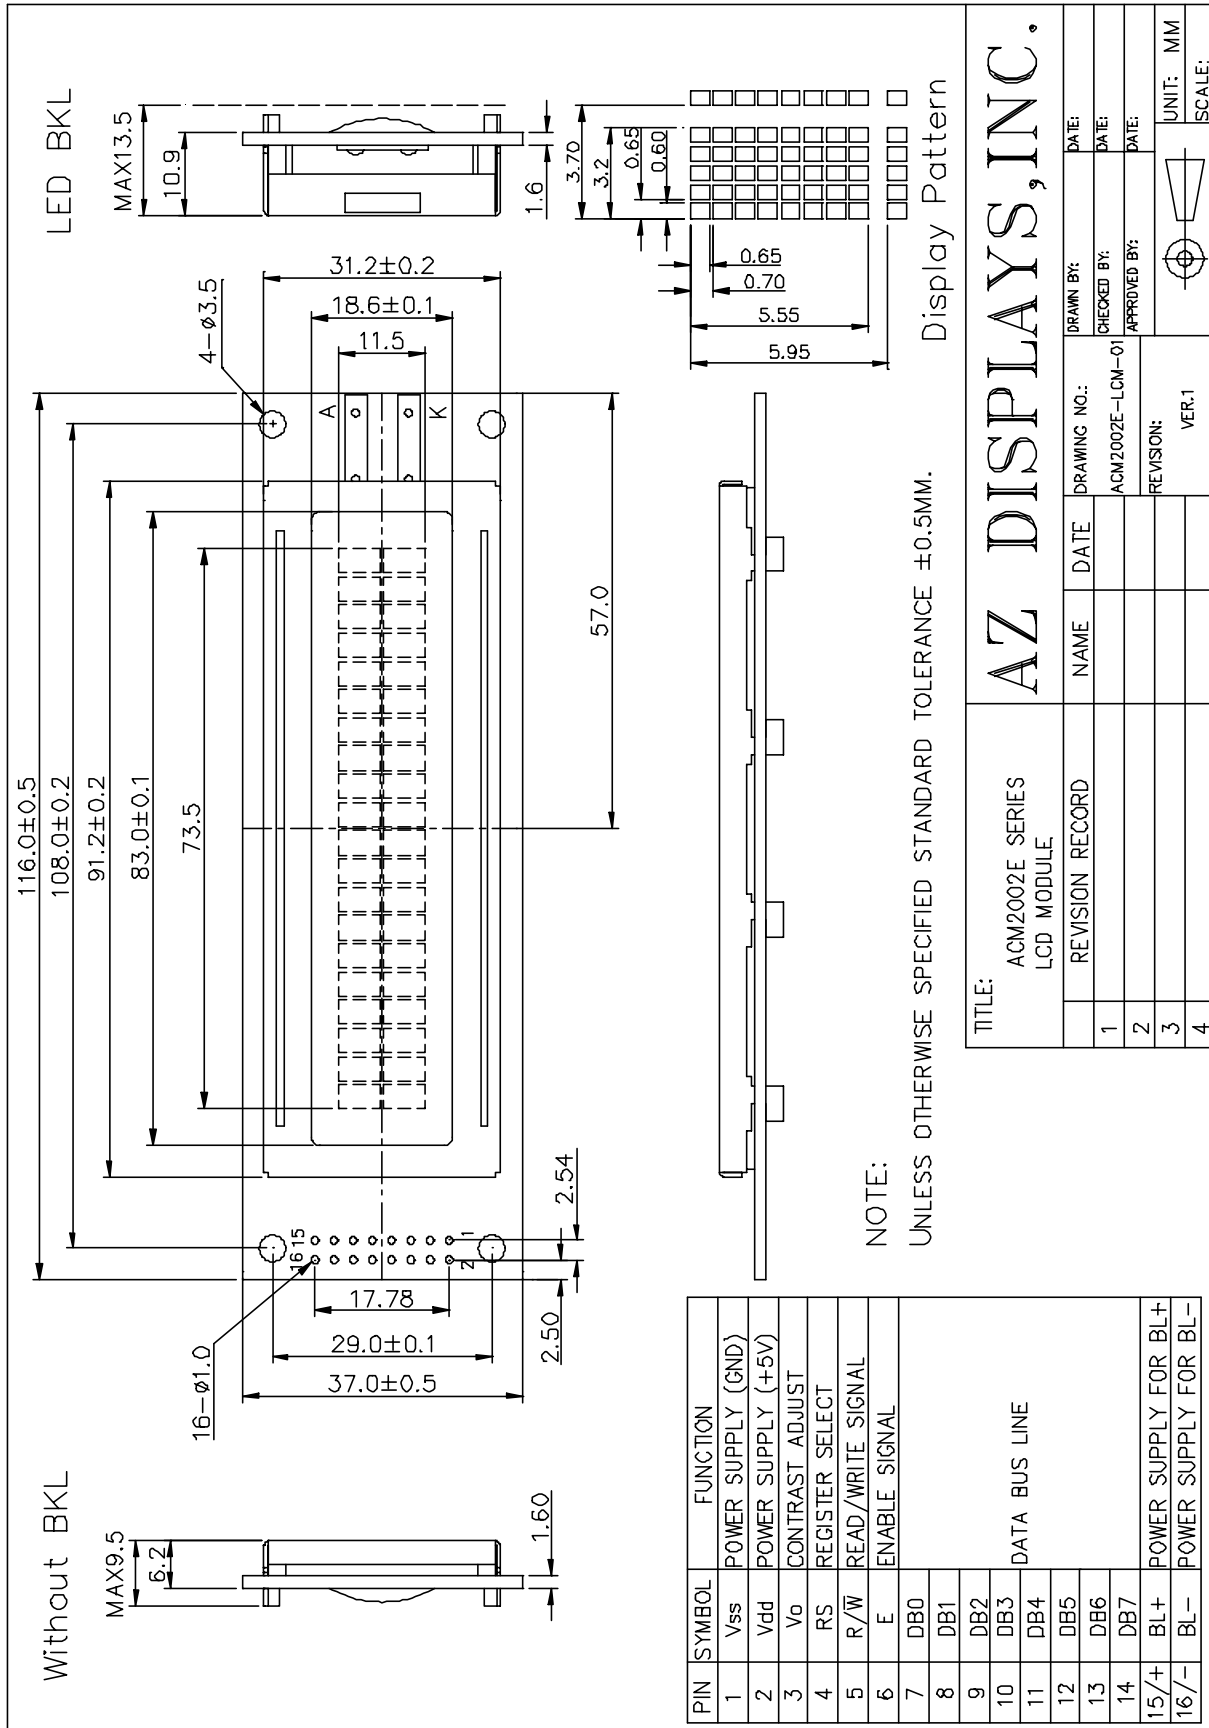 Without BKL
MAX9.5
6.2
1.60
116.0±0.5
108.0±0.2
91.2±0.2
83.0±0.1
73.5
57.0
16-ø1.0
17.78
29.0±0.1
37.0±0.5
2.50
2.54
16 15
2 1
4-ø3.5
A
K
31.2±0.2
18.6±0.1
11.5
LED BKL
MAX13.5
10.9
1.6
3.70
3.2
0.65
0.60
0.65
0.70
5.55
5.95
Display Pattern
NOTE:
UNLESS OTHERWISE SPECIFIED STANDARD TOLERANCE ±0.5MM.
PIN SYMBOL FUNCTION
1 Vss POWER SUPPLY (GND)
2 Vdd POWER SUPPLY (+5V)
3 Vo CONTRAST ADJUST
4 RS REGISTER SELECT
5 R/W̅ READ/WRITE SIGNAL
6 E ENABLE SIGNAL
7 DB0
8 DB1
9 DB2
10 DB3 DATA BUS LINE
11 DB4
12 DB5
13 DB6
14 DB7
15/+ BL+ POWER SUPPLY FOR BL+
16/- BL- POWER SUPPLY FOR BL-
TITLE:
ACM2002E SERIES
LCD MODULE
AZ DISPLAYS,INC.
REVISION RECORD NAME DATE
1
2
3
4
DRAWING NO.:
ACM2002E-LCM-01
REVISION:
VER.1
DRAWN BY: DATE:
CHECKED BY: DATE:
APPROVED BY: DATE:
UNIT: MM
SCALE: